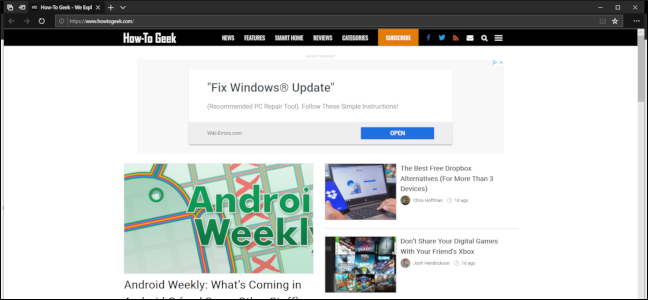 How-To Geek - We Expl
https://www.howtogeek.com/
How-To Geek
NEWS FEATURES SMART HOME REVIEWS CATEGORIES SUBSCRIBE
"Fix Windows® Update"
(Recommended PC Repair Tool). Follow These Simple Instructions!
Wiki-Errors.com
OPEN
Android
Weekly
Android Weekly: What's Coming in
The Best Free Dropbox
Alternatives (For More Than 3
Devices)
Chris Hoffman 1d ago
Don't Share Your Digital Games
With Your Friend's Xbox
Josh Hendrickson 1d ago